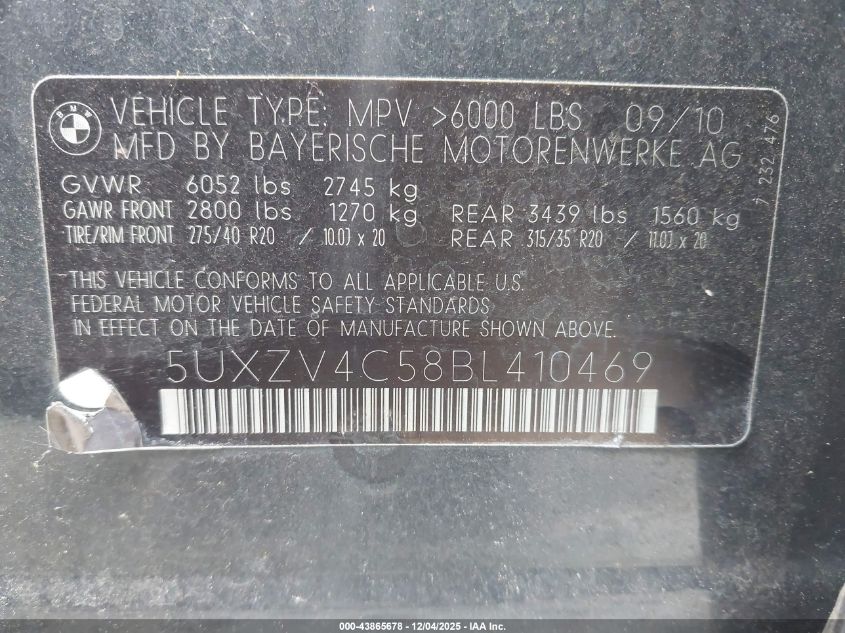 BMW
VEHICLE TYPE: MPV >6000 LBS 09/10
MFD BY BAYERISCHE MOTORENWERKE AG
GVWR 6052 lbs 2745 kg
GAWR FRONT 2800 lbs 1270 kg REAR 3439 lbs 1560 kg
TIRE/RIM FRONT 275/40 R20 / 10.0J x 20 REAR 315/35 R20 / 11.0J x 20
THIS VEHICLE CONFORMS TO ALL APPLICABLE U.S.
FEDERAL MOTOR VEHICLE SAFETY STANDARDS
IN EFFECT ON THE DATE OF MANUFACTURE SHOWN ABOVE.
5UXZV4C58BL410469
7 232 476
000-43865678 - 12/04/2025 - IAA Inc.